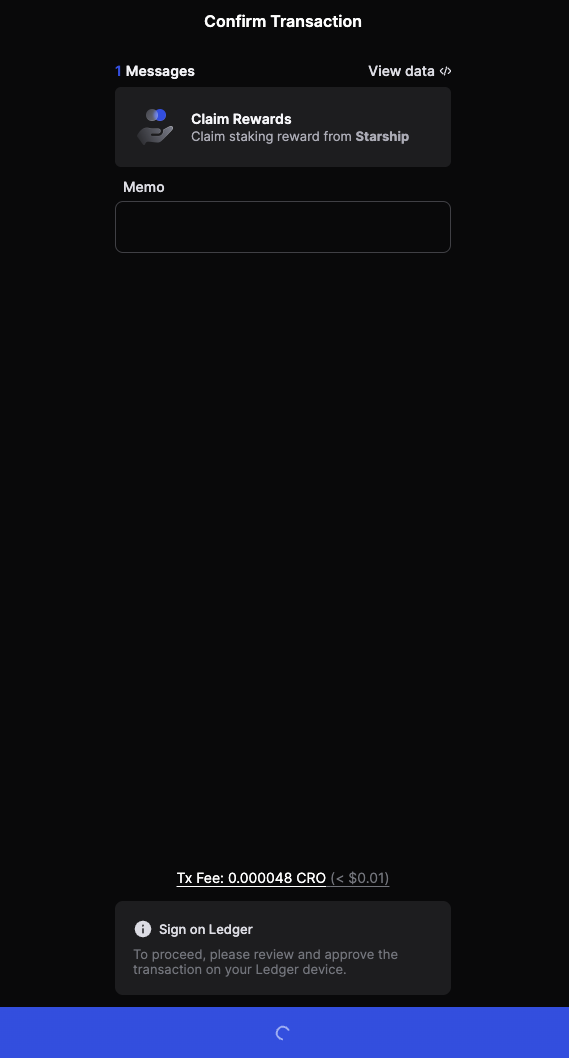 Confirm Transaction
1 Messages
View data </>
Claim Rewards
Claim staking reward from Starship
Memo
Tx Fee: 0.000048 CRO (< $0.01)
Sign on Ledger
To proceed, please review and approve the
transaction on your Ledger device.